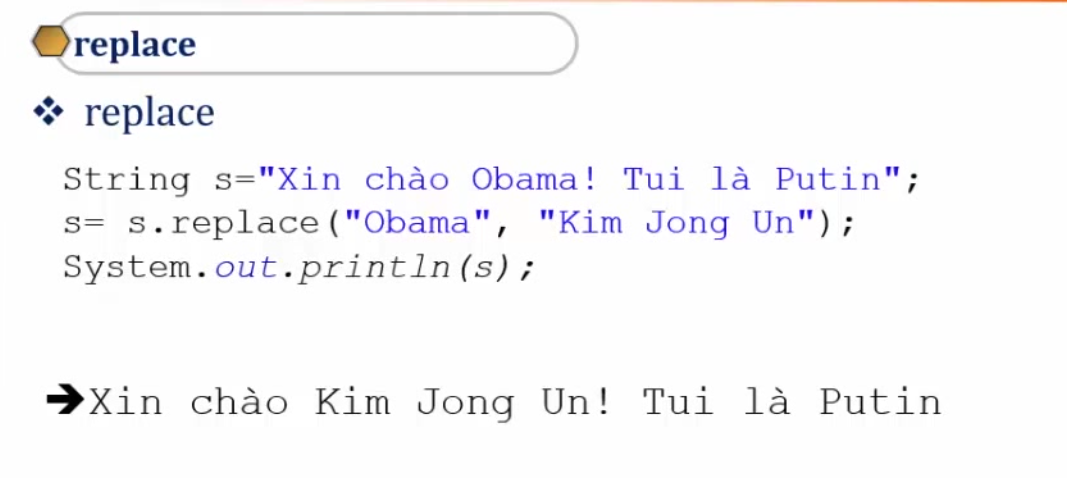 replace
replace
String s="Xin chào Obama! Tui là Putin";
s= s.replace("Obama", "Kim Jong Un");
System.out.println(s);
➔Xin chào Kim Jong Un! Tui là Putin